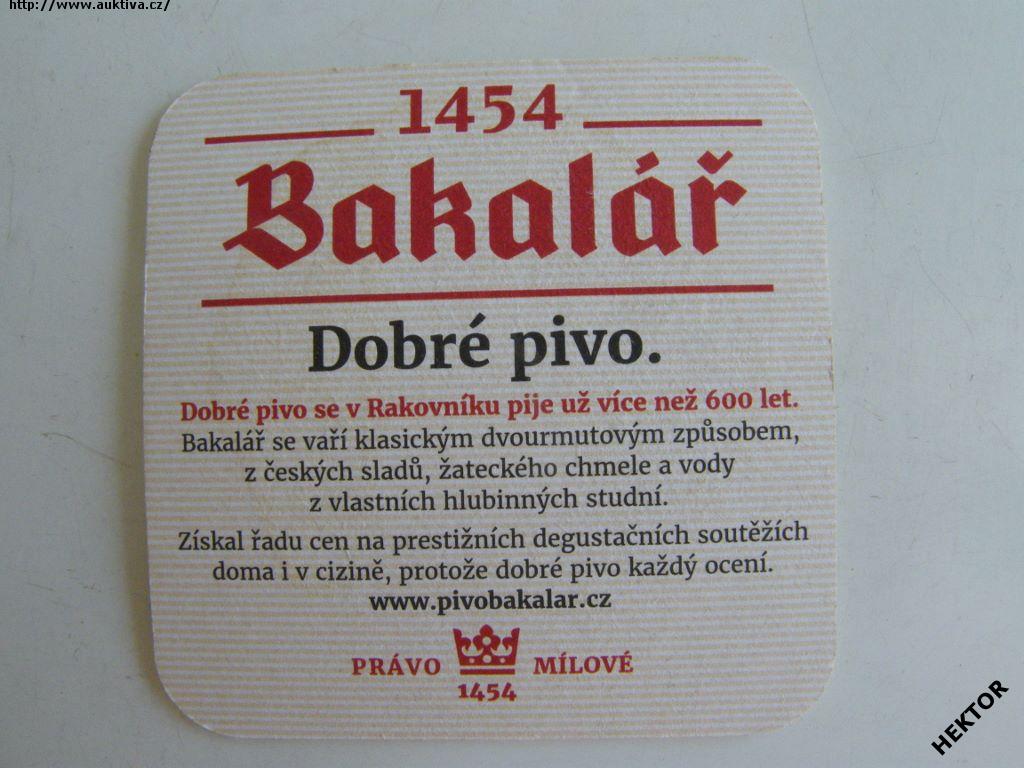 http://www.auktiva.cz/
1454
Bakalář
Dobré pivo.
Dobré pivo se v Rakovníku pije už více než 600 let.
Bakalář se vaří klasickým dvourmutovým způsobem,
z českých sladů, žateckého chmele a vody
z vlastních hlubinných studní.
Získal řadu cen na prestižních degustačních soutěžích
doma i v cizině, protože dobré pivo každý ocení.
www.pivobakalar.cz
PRÁVO MÍLOVÉ
1454
HEKTOR